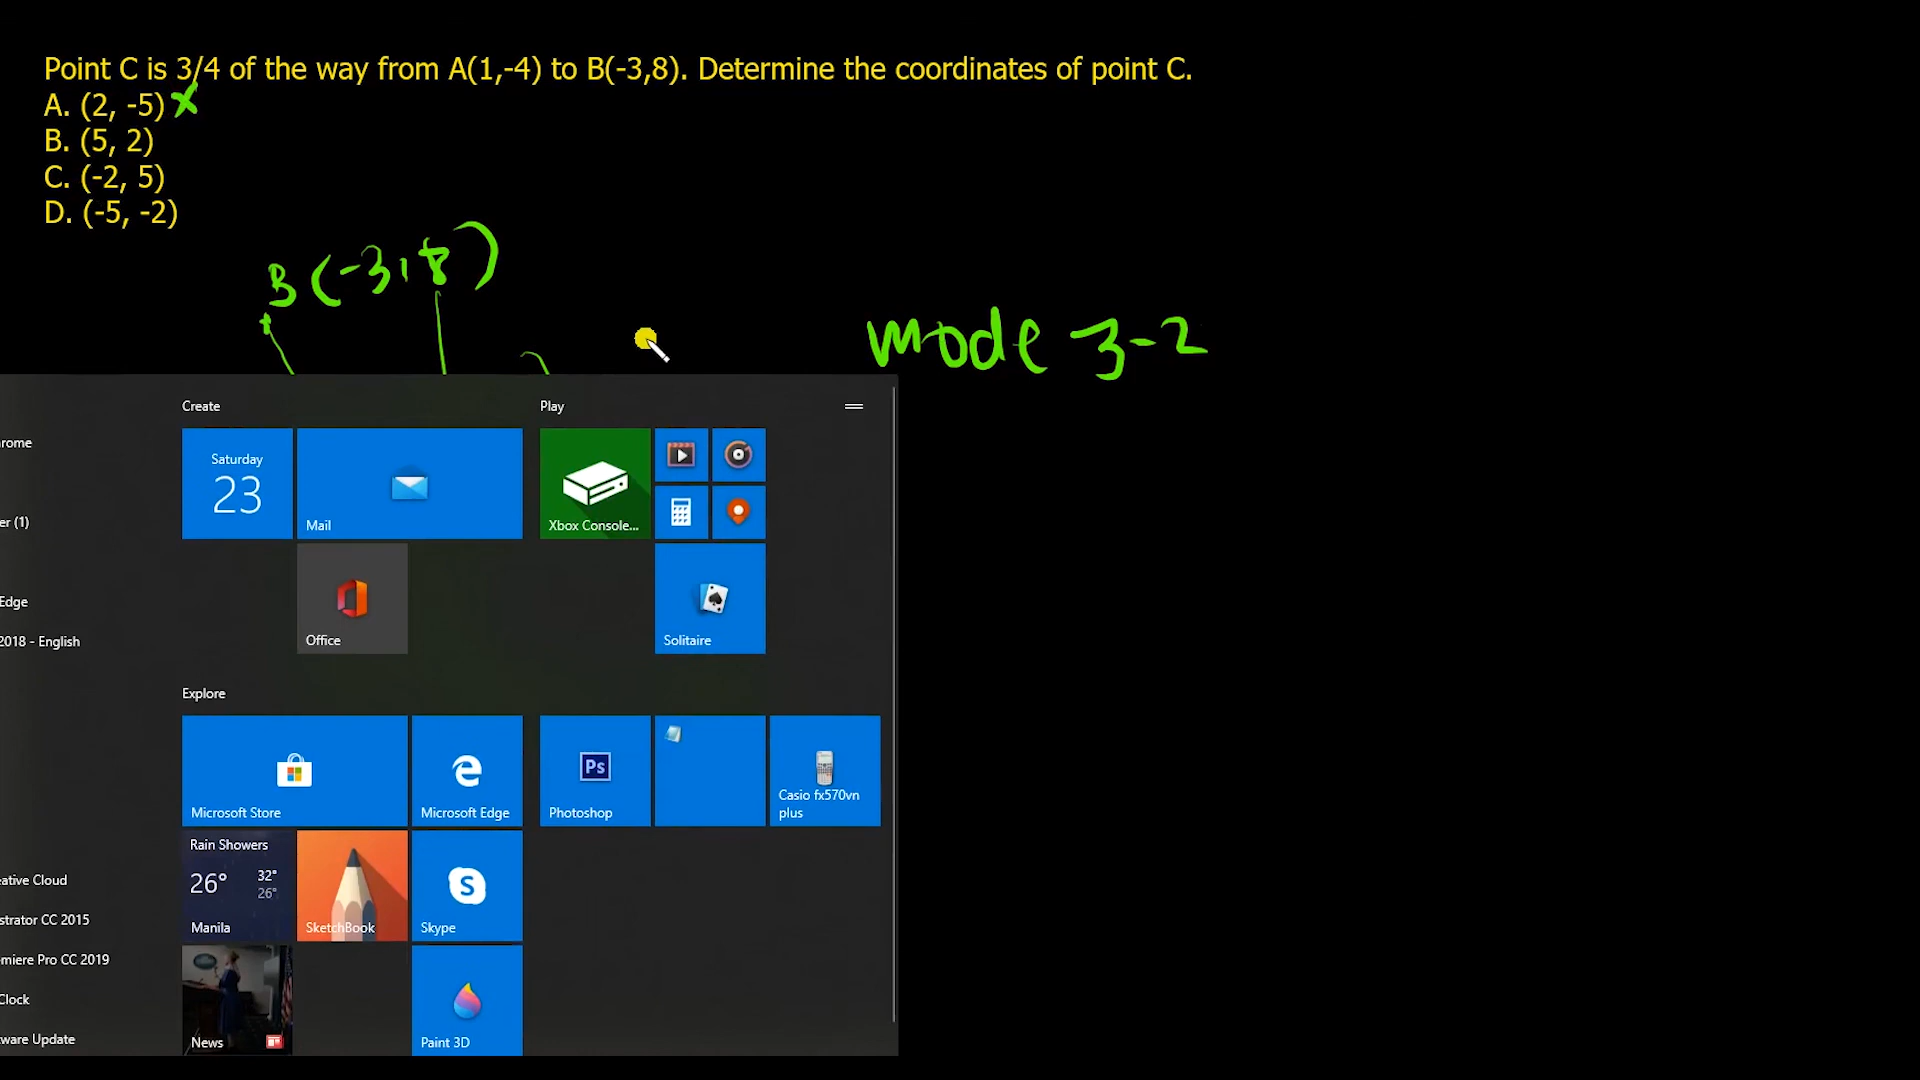 Point C is 3/4 of the way from A(1,-4) to B(-3,8). Determine the coordinates of point C.
A. (2, -5) x
B. (5, 2)
C. (-2, 5)
D. (-5, -2)
B (-3, 8)
mode 3-2
Create
Play
rome
Saturday
23
Mail
Xbox Console...
er (1)
Edge
2018 - English
Office
Solitaire
Explore
Microsoft Store
Microsoft Edge
Ps
Photoshop
Casio fx570vn
plus
Rain Showers
26° 32°
26°
Manila
SketchBook
S
Skype
eative Cloud
strator CC 2015
miere Pro CC 2019
Clock
ware Update
News
Paint 3D